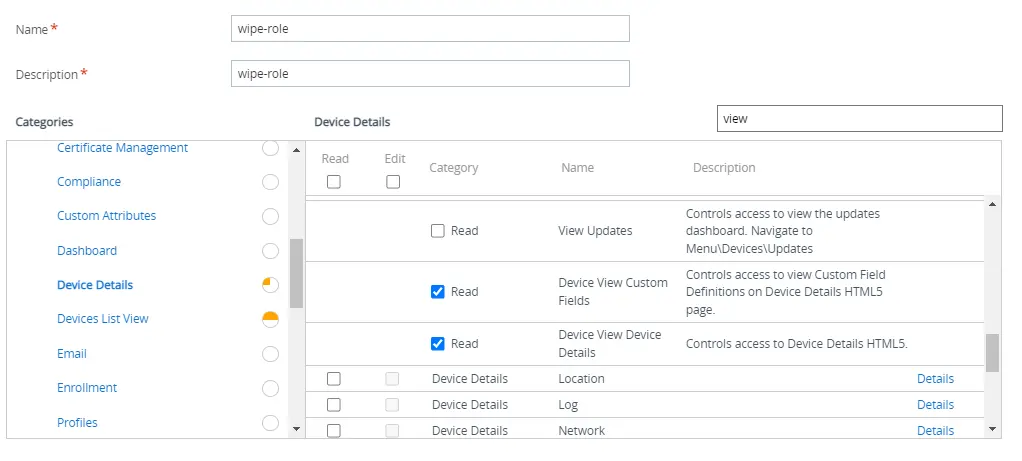 Name *
wipe-role
Description *
wipe-role
Categories
Device Details
view
Certificate Management
Compliance
Custom Attributes
Dashboard
Device Details
Devices List View
Email
Enrollment
Profiles
Read
Edit
Category
Name
Description
Read
View Updates
Controls access to view the updates
dashboard. Navigate to
Menu\Devices\Updates
Read
Device View Custom
Fields
Controls access to view Custom Field
Definitions on Device Details HTML5
page.
Read
Device View Device
Details
Controls access to Device Details HTML5.
Device Details
Location
Details
Device Details
Log
Details
Device Details
Network
Details